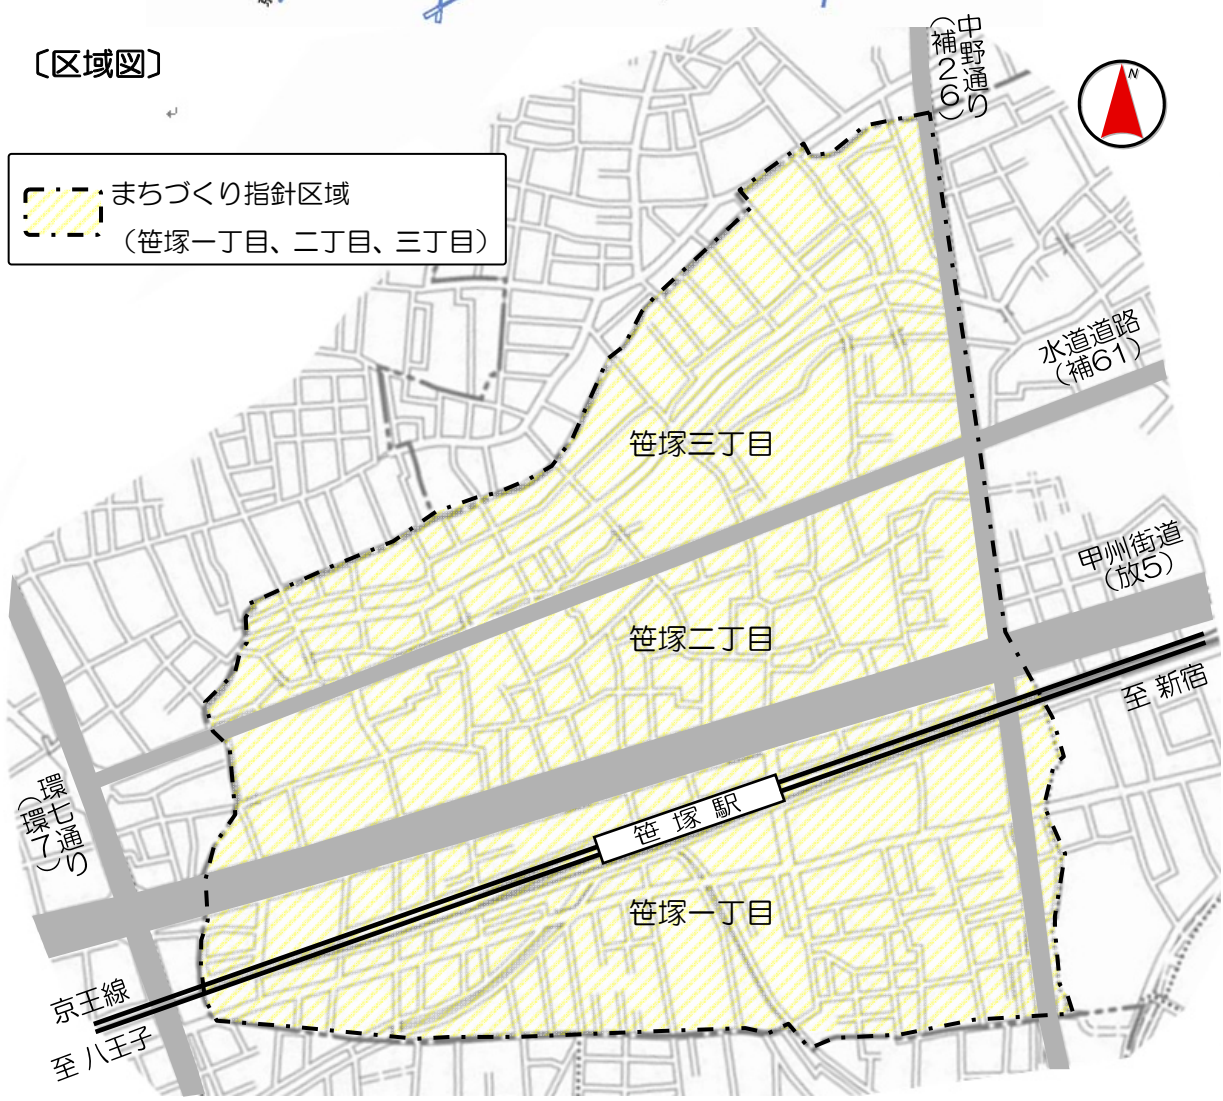 〔区域図〕
中野通り
（補２６）
N
まちづくり指針区域
（笹塚一丁目、二丁目、三丁目）
水道道路
（補61）
笹塚三丁目
甲州街道
（放5）
笹塚二丁目
至 新宿
環七通り
（環７）
笹塚駅
笹塚一丁目
京王線
至 八王子